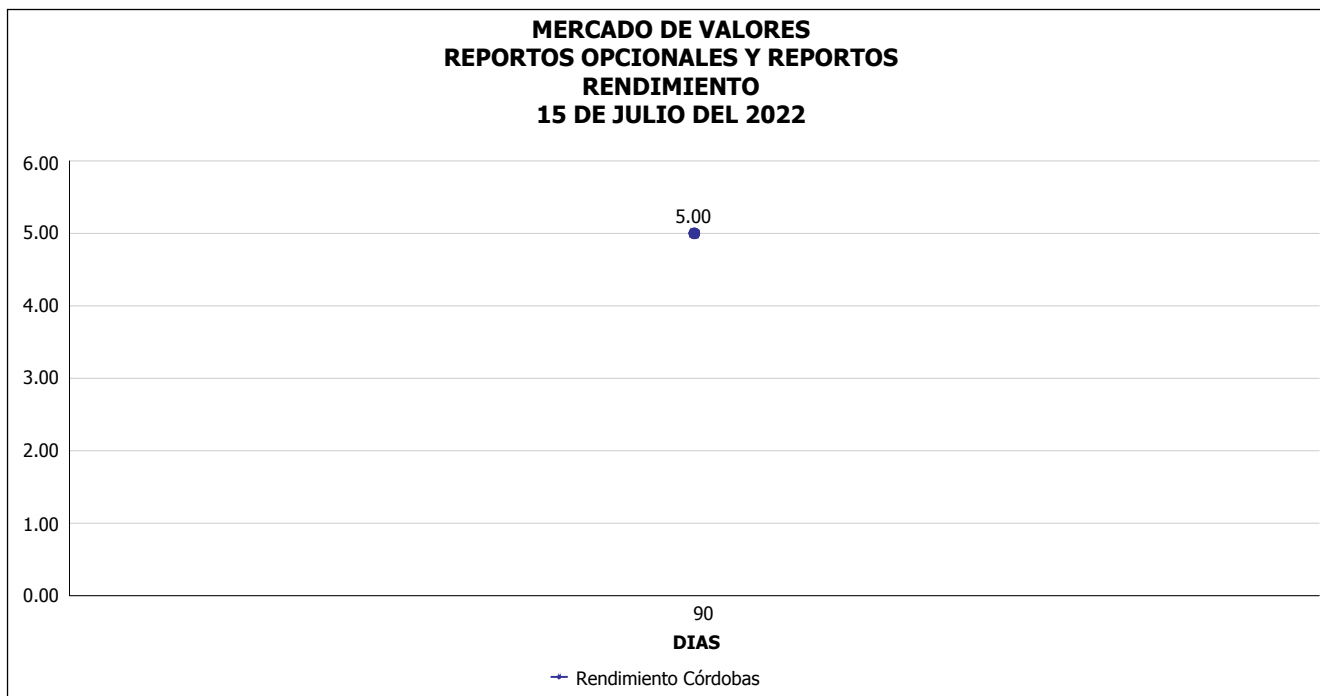 MERCADO DE VALORES
REPORTOS OPCIONALES Y REPORTOS
RENDIMIENTO
15 DE JULIO DEL 2022
6.00
5.00
5.00
4.00
3.00
2.00
1.00
0.00
90
DIAS
Rendimiento Córdobas